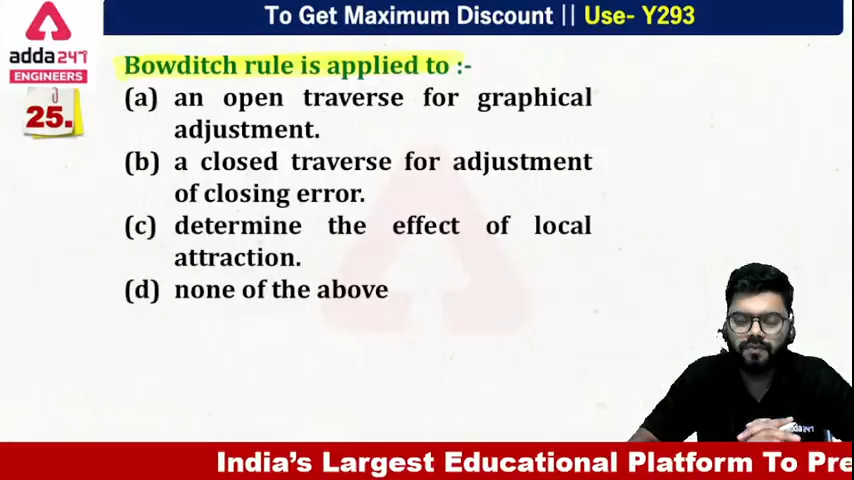 To Get Maximum Discount || Use- Y293
adda247
ENGINEERS
25.
Bowditch rule is applied to :-
(a) an open traverse for graphical
adjustment.
(b) a closed traverse for adjustment
of closing error.
(c) determine the effect of local
attraction.
(d) none of the above
adda247
India's Largest Educational Platform To Pre